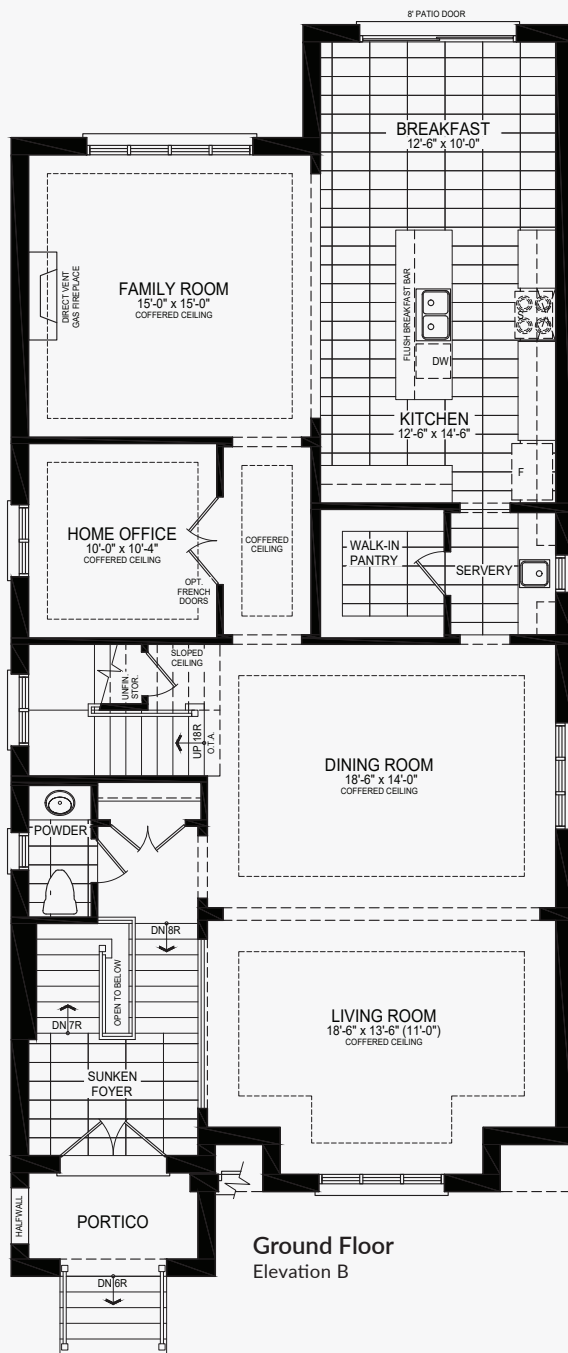 8' PATIO DOOR
BREAKFAST
12'-6" x 10'-0"
FAMILY ROOM
15'-0" x 15'-0"
COFFERED CEILING
DIRECT VENT
GAS FIREPLACE
FLUSH BREAKFAST BAR
DW
KITCHEN
12'-6" x 14'-6"
F
HOME OFFICE
10'-0" x 10'-4"
COFFERED CEILING
OPT.
FRENCH
DOORS
COFFERED
CEILING
WALK-IN
PANTRY
SERVERY
SLOPED
CEILING
UNFIN.
STOR.
UP 18R
O.T.A.
DINING ROOM
18'-6" x 14'-0"
COFFERED CEILING
POWDER
DN 8R
OPEN TO BELOW
DN 7R
LIVING ROOM
18'-6" x 13'-6" (11'-0")
COFFERED CEILING
SUNKEN
FOYER
HALFWALL
PORTICO
DN 6R
Ground Floor
Elevation B